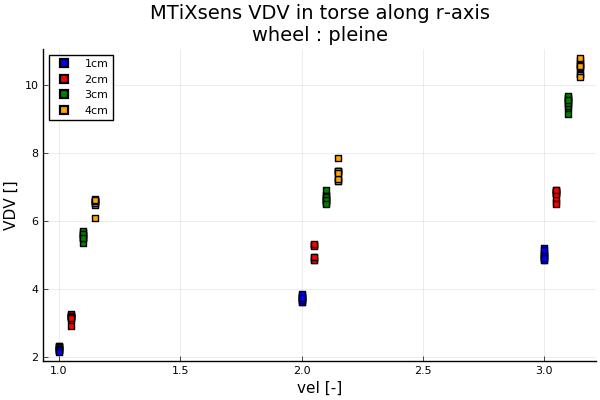 MTiXsens VDV in torse along r-axis
wheel : pleine
1cm
2cm
3cm
4cm
VDV []
10
8
6
4
2
1.0 1.5 2.0 2.5 3.0
vel [-]